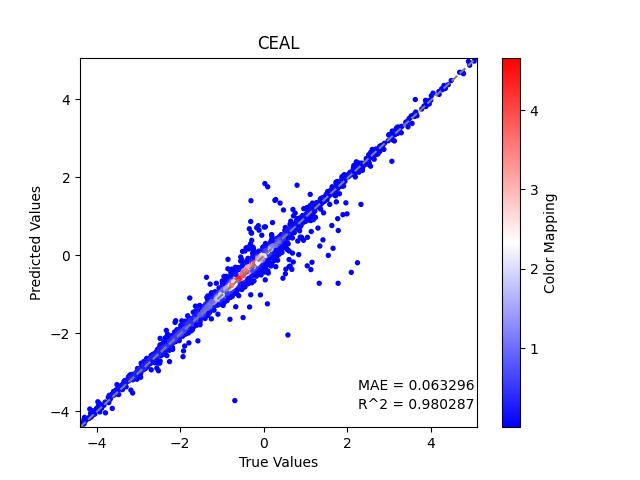 CEAL
4
2
0
−2
−4
−4
−2
0
2
4
Predicted Values
True Values
MAE = 0.063296
R^2 = 0.980287
4
3
2
1
Color Mapping